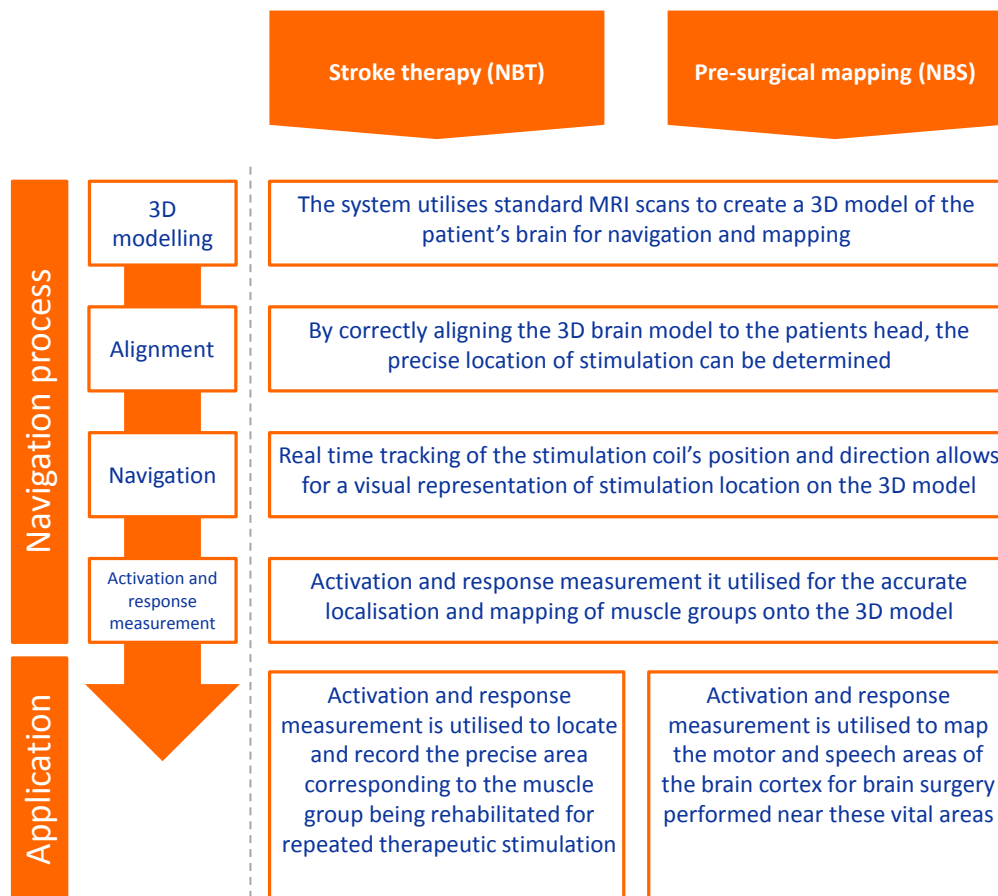 Stroke therapy (NBT)
Pre-surgical mapping (NBS)
Navigation process
3D
modelling
The system utilises standard MRI scans to create a 3D model of the
patient's brain for navigation and mapping
Alignment
By correctly aligning the 3D brain model to the patients head, the
precise location of stimulation can be determined
Navigation
Real time tracking of the stimulation coil's position and direction allows
for a visual representation of stimulation location on the 3D model
Activation and
response
measurement
Activation and response measurement it utilised for the accurate
localisation and mapping of muscle groups onto the 3D model
Application
Activation and response
measurement is utilised to locate
and record the precise area
corresponding to the muscle
group being rehabilitated for
repeated therapeutic stimulation
Activation and response
measurement is utilised to map
the motor and speech areas of
the brain cortex for brain surgery
performed near these vital areas